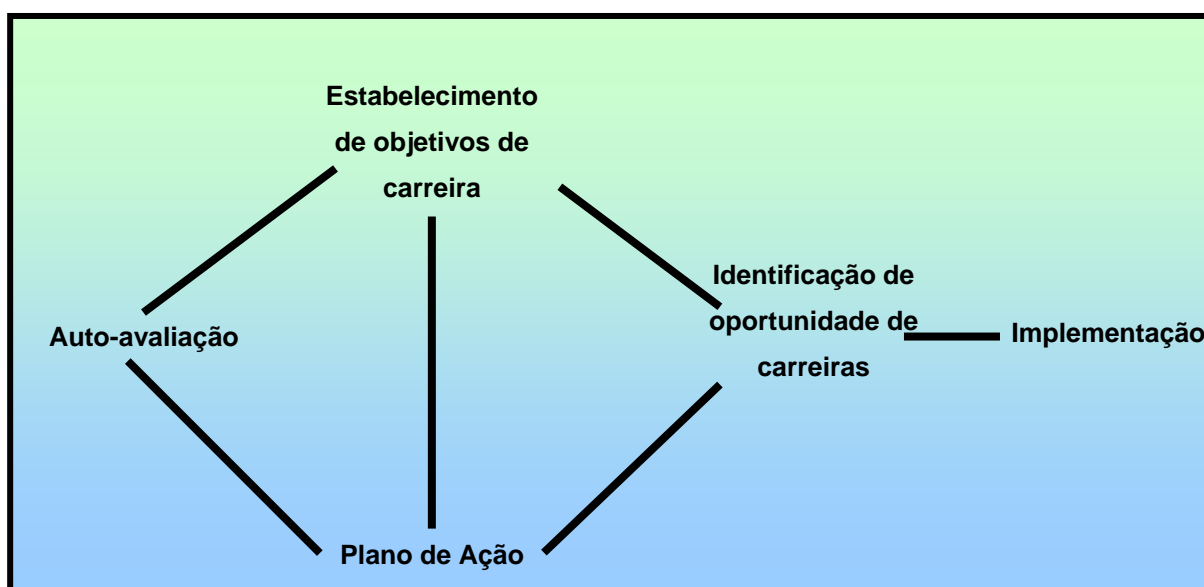 Estabelecimento
de objetivos de
carreira
Identificação de
oportunidade de
carreiras
Auto-avaliação
Implementação
Plano de Ação